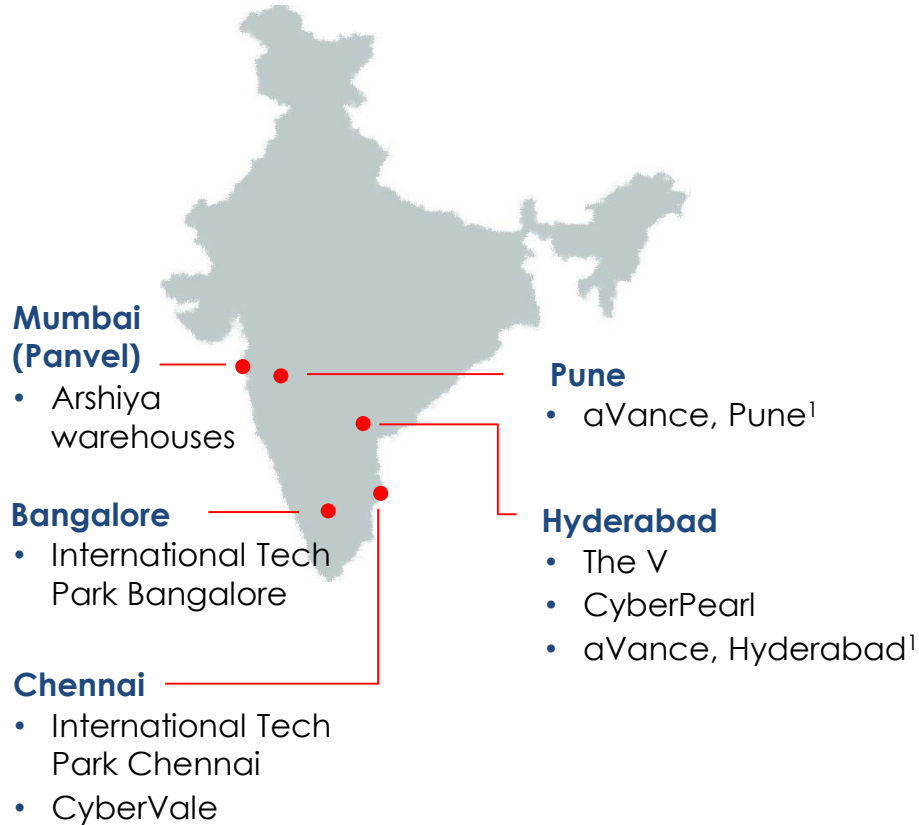 Mumbai
(Panvel)
• Arshiya
warehouses
Pune
• aVance, Pune¹
Bangalore
• International Tech
Park Bangalore
Hyderabad
• The V
• CyberPearl
• aVance, Hyderabad¹
Chennai
• International Tech
Park Chennai
• CyberVale